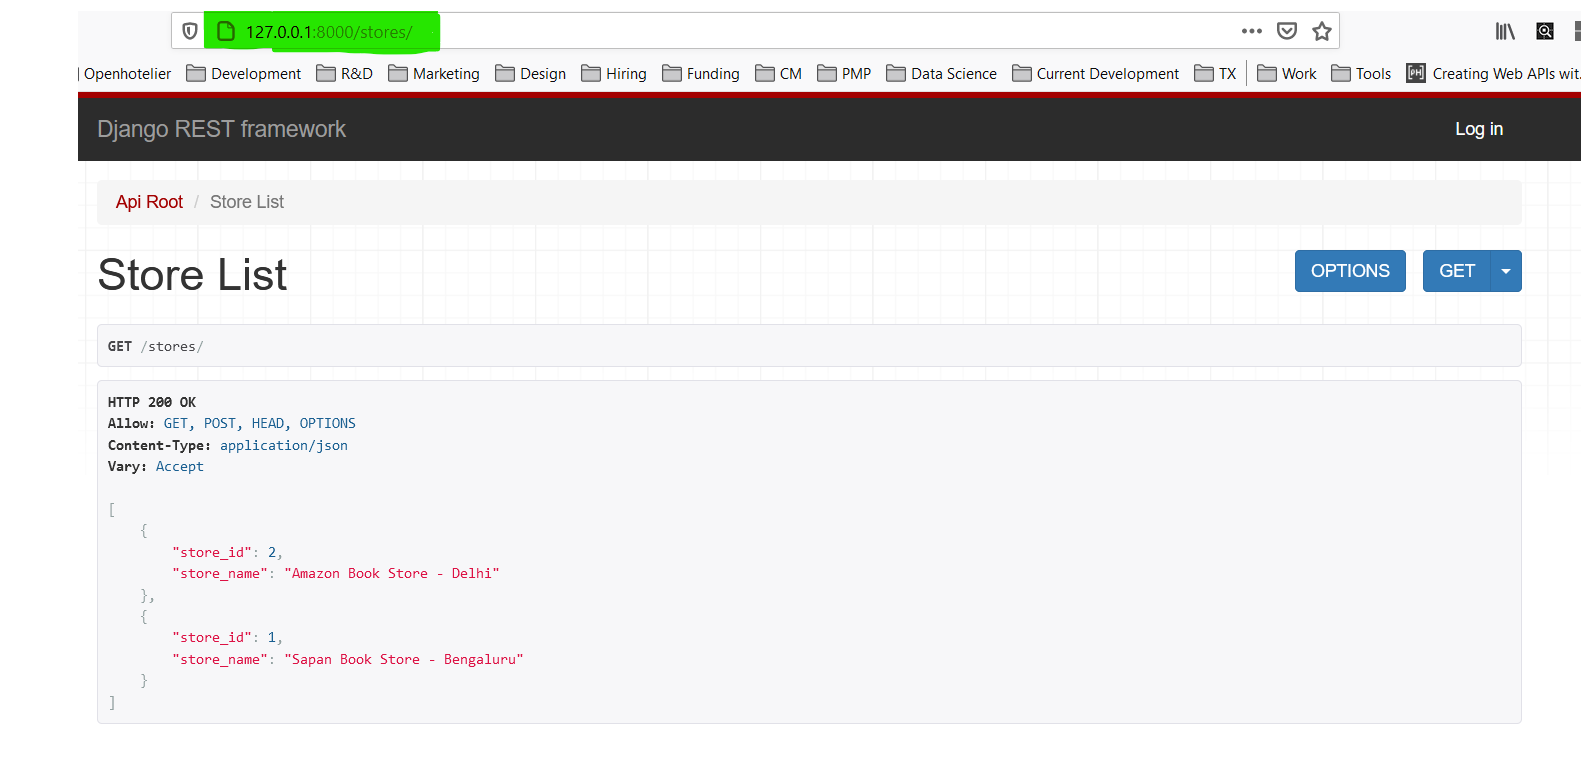 127.0.0.1:8000/stores/
Openhotelier Development R&D Marketing Design Hiring Funding CM PMP Data Science Current Development TX Work Tools PH Creating Web APIs wit
Django REST framework Log in
Api Root / Store List
Store List OPTIONS GET
GET /stores/
HTTP 200 OK
Allow: GET, POST, HEAD, OPTIONS
Content-Type: application/json
Vary: Accept
[
{
"store_id": 2,
"store_name": "Amazon Book Store - Delhi"
},
{
"store_id": 1,
"store_name": "Sapan Book Store - Bengaluru"
}
]